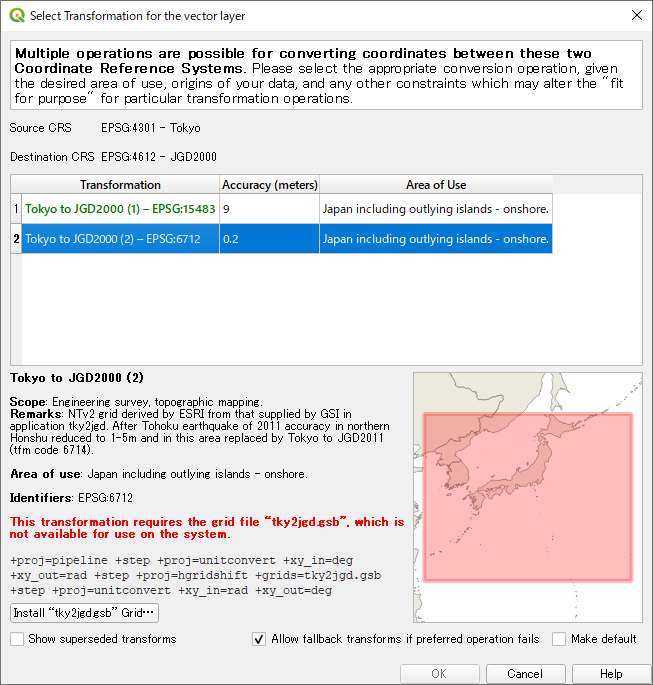 Select Transformation for the vector layer
Multiple operations are possible for converting coordinates between these two
Coordinate Reference Systems. Please select the appropriate conversion operation, given
the desired area of use, origins of your data, and any other constraints which may alter the "fit
for purpose" for particular transformation operations.
Source CRS EPSG:4301 - Tokyo
Destination CRS EPSG:4612 - JGD2000
Transformation Accuracy (meters) Area of Use
1 Tokyo to JGD2000 (1) – EPSG:15483 9 Japan including outlying islands - onshore.
2 Tokyo to JGD2000 (2) – EPSG:6712 0.2 Japan including outlying islands - onshore.
Tokyo to JGD2000 (2)
Scope: Engineering survey, topographic mapping.
Remarks: NTv2 grid derived by ESRI from that supplied by GSI in
application tky2jgd. After Tohoku earthquake of 2011 accuracy in northern
Honshu reduced to 1-5m and in this area replaced by Tokyo to JGD2011
(tfm code 6714).
Area of use: Japan including outlying islands - onshore.
Identifiers: EPSG:6712
This transformation requires the grid file "tky2jgd.gsb", which is
not available for use on the system.
+proj=pipeline +step +proj=unitconvert +xy_in=deg
+xy_out=rad +step +proj=hgridshift +grids=tky2jgd.gsb
+step +proj=unitconvert +xy_in=rad +xy_out=deg
Install "tky2jgd.gsb" Grid…
Show superseded transforms
Allow fallback transforms if preferred operation fails
Make default
OK
Cancel
Help